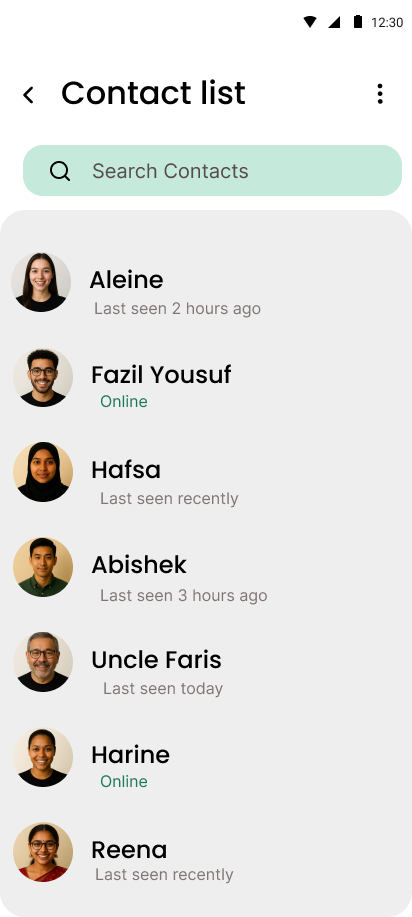 12:30
Contact list
Search Contacts
Aleine
Last seen 2 hours ago
Fazil Yousuf
Online
Hafsa
Last seen recently
Abishek
Last seen 3 hours ago
Uncle Faris
Last seen today
Harine
Online
Reena
Last seen recently